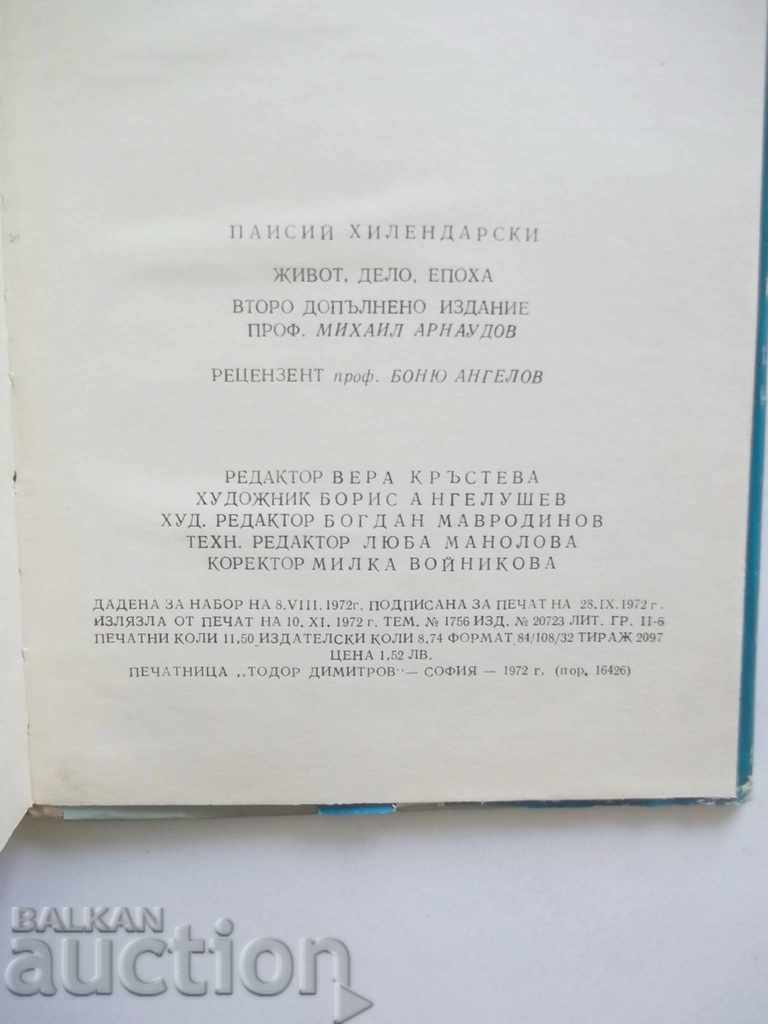 ПАИСИЙ ХИЛЕНДАРСКИ
ЖИВОТ, ДЕЛО, ЕПОХА
ВТОРО ДОПЪЛНЕНО ИЗДАНИЕ
ПРОФ. МИХАИЛ АРНАУДОВ
РЕЦЕНЗЕНТ проф. БОНЮ АНГЕЛОВ
РЕДАКТОР ВЕРА КРЪСТЕВА
ХУДОЖНИК БОРИС АНГЕЛУШЕВ
ХУД. РЕДАКТОР БОГДАН МАВРОДИНОВ
ТЕХН. РЕДАКТОР ЛЮБА МАНОЛОВА
КОРЕКТОР МИЛКА ВОЙНИКОВА
ДАДЕНА ЗА НАБОР НА 8.VIII.1972г. ПОДПИСАНА ЗА ПЕЧАТ НА 28.IX.1972 г.
ИЗЛЯЗЛА ОТ ПЕЧАТ НА 10. XI. 1972 г. ТЕМ. № 1756 ИЗД. № 20723 ЛИТ. ГР. II-6
ПЕЧАТНИ КОЛИ 11,50 ИЗДАТЕЛСКИ КОЛИ 8,74 ФОРМАТ 84/108/32 ТИРАЖ 2097
ЦЕНА 1,52 ЛВ.
ПЕЧАТНИЦА „ТОДОР ДИМИТРОВ" — СОФИЯ — 1972 г. (пор. 16426)
BALKAN
auction